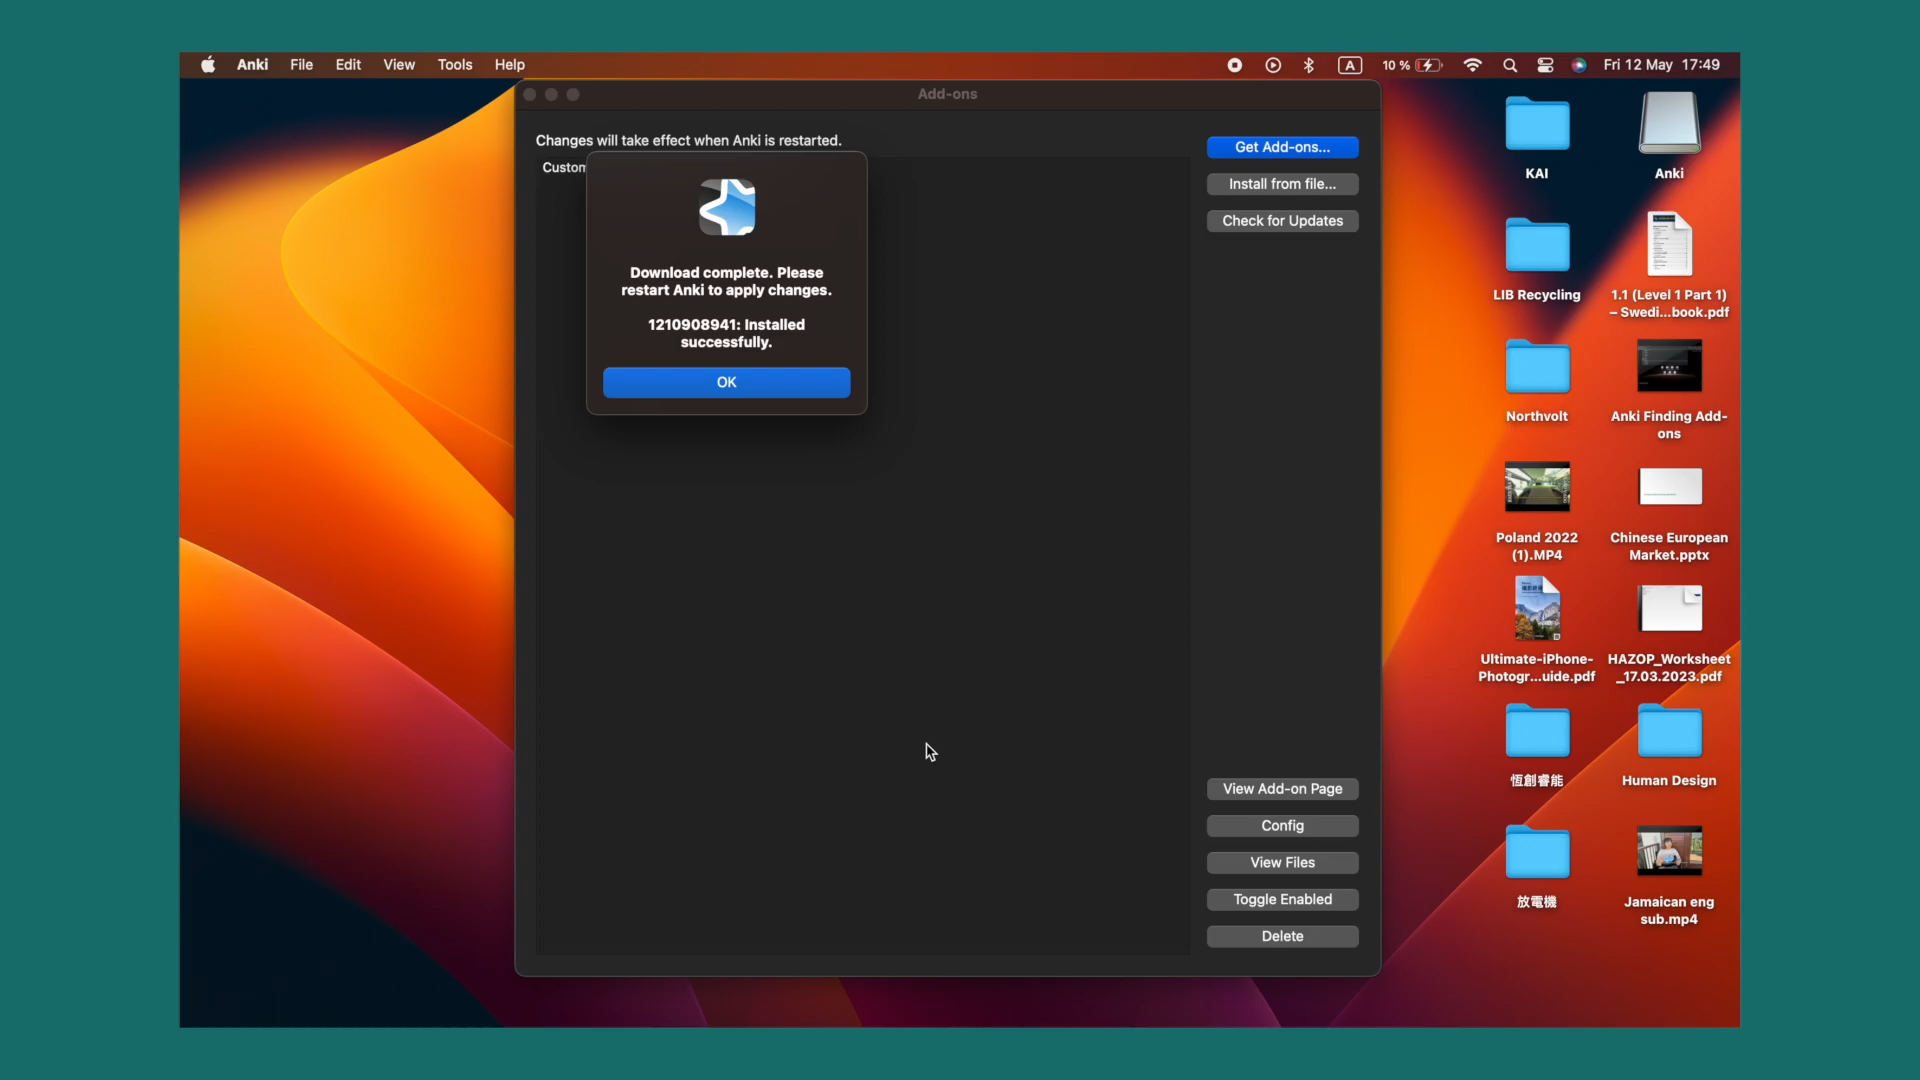 Anki File Edit View Tools Help
A 10 % Fri 12 May 17:49
Add-ons
Changes will take effect when Anki is restarted.
Custom
Download complete. Please
restart Anki to apply changes.
1210908941: Installed
successfully.
OK
Get Add-ons...
Install from file...
Check for Updates
View Add-on Page
Config
View Files
Toggle Enabled
Delete
KAI
Anki
LIB Recycling
1.1 (Level 1 Part 1)
– Swedi...book.pdf
Northvolt
Anki Finding Add-
ons
Poland 2022
(1).MP4
Chinese European
Market.pptx
Ultimate-iPhone-
Photogr...uide.pdf
HAZOP_Worksheet
_17.03.2023.pdf
恆創睿能
Human Design
放電機
Jamaican eng
sub.mp4